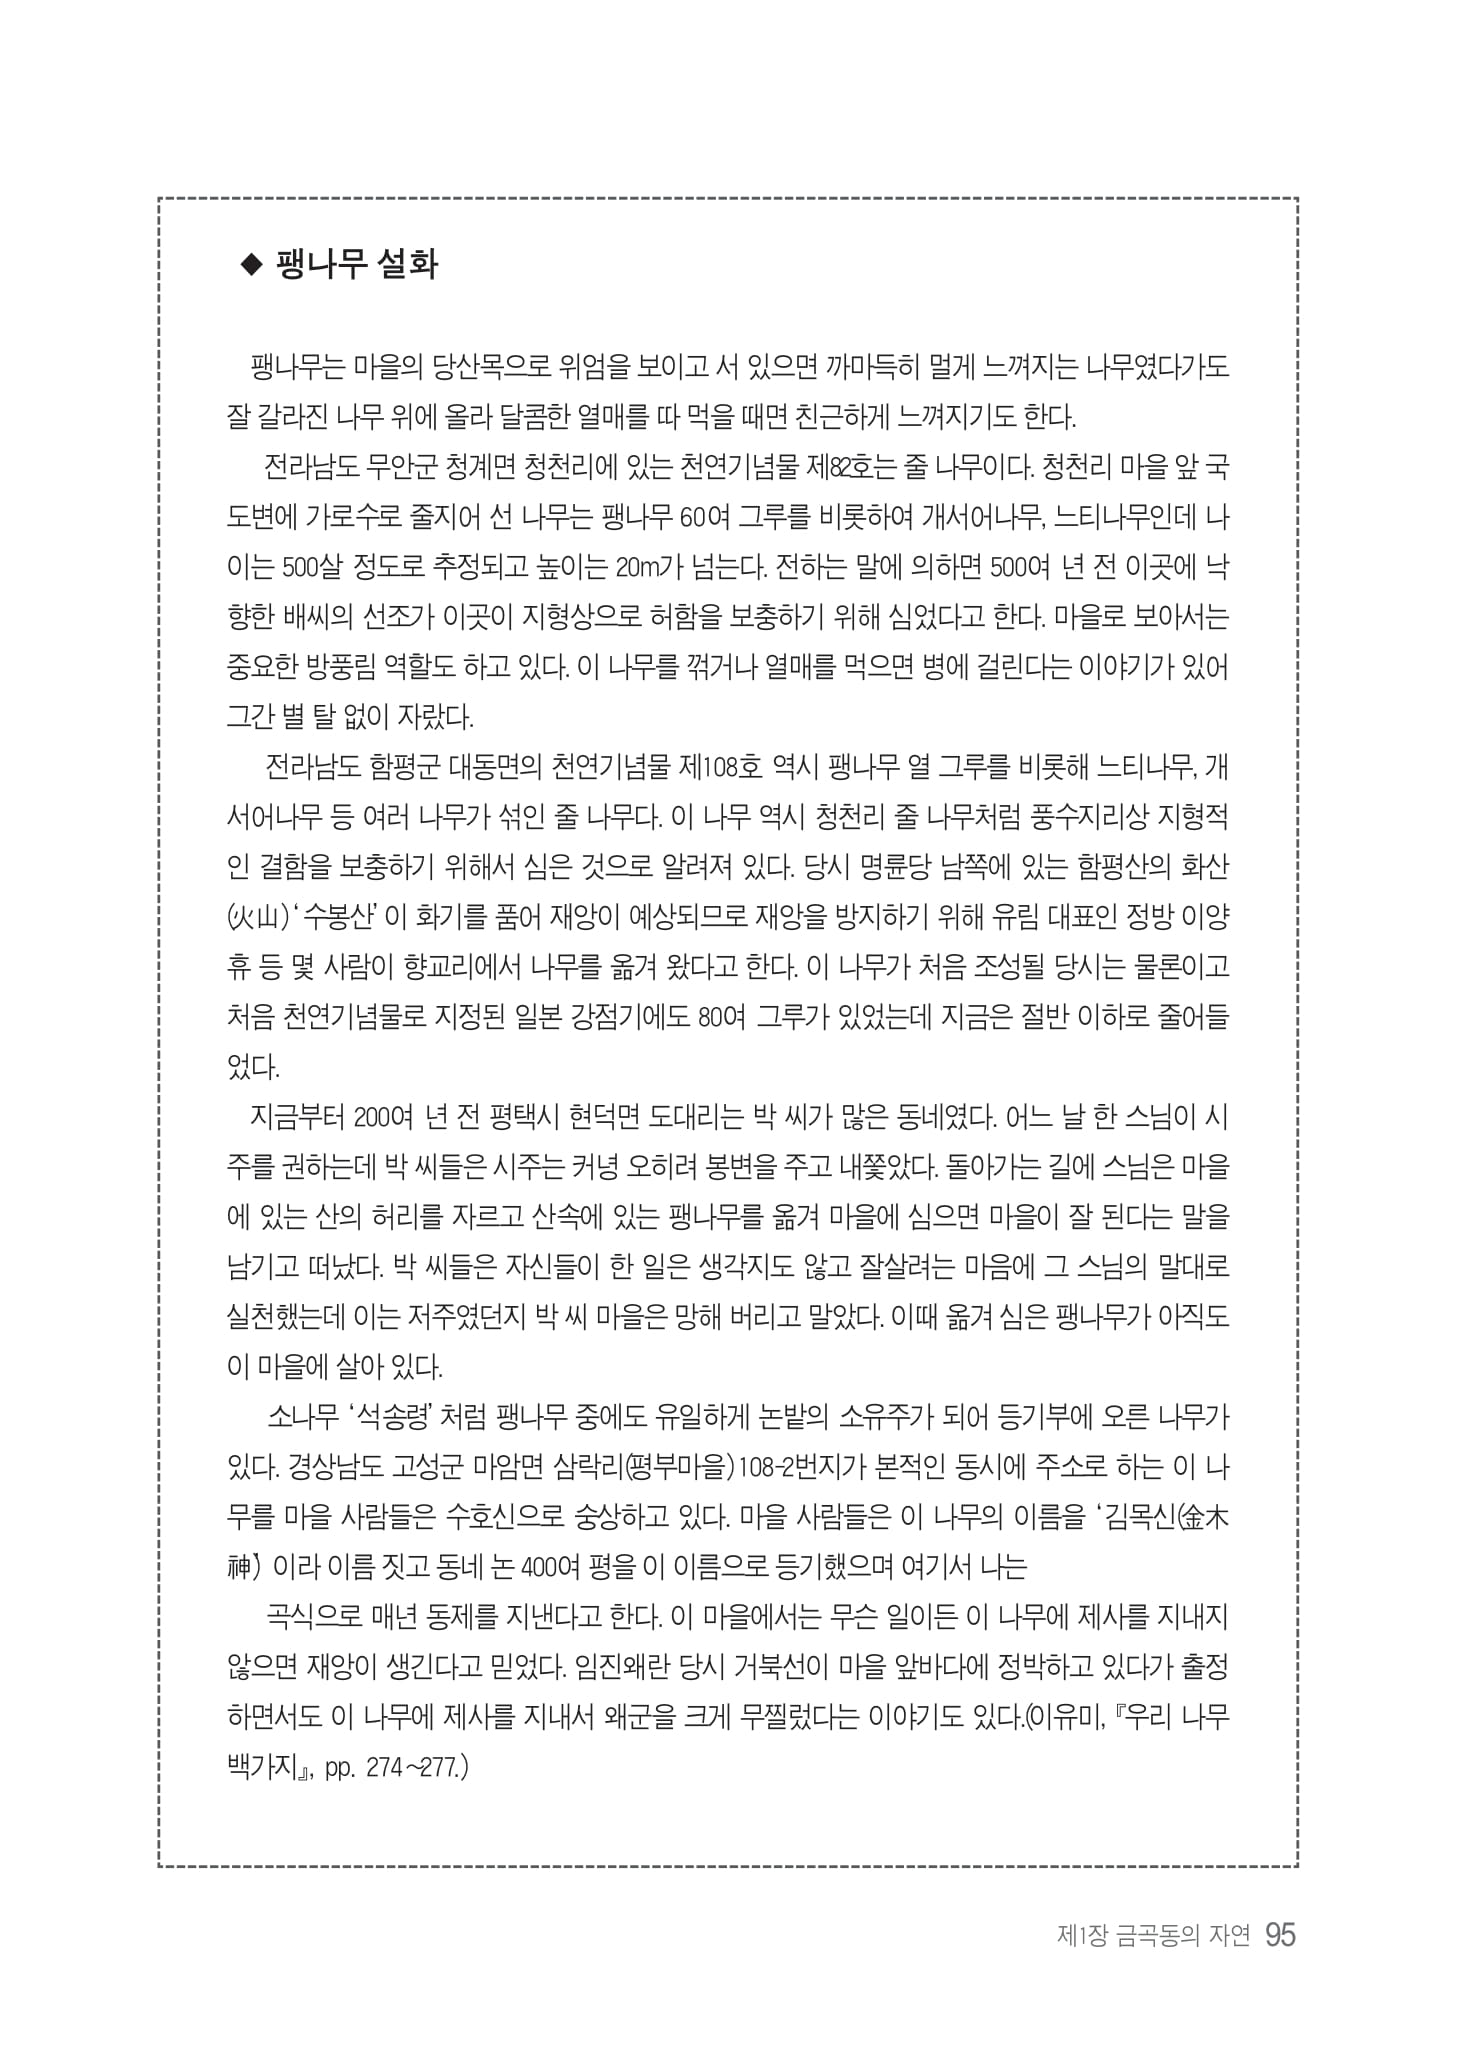 ◆ 팽나무 설화
팽나무는 마을의 당산목으로 위엄을 보이고 서 있으면 까마득히 멀게 느껴지는 나무였다가도
잘 갈라진 나무 위에 올라 달콤한 열매를 따 먹을 때면 친근하게 느껴지기도 한다.
전라남도 무안군 청계면 청천리에 있는 천연기념물 제82호는 줄 나무이다. 청천리 마을 앞 국
도변에 가로수로 줄지어 선 나무는 팽나무 60여 그루를 비롯하여 개서어나무, 느티나무인데 나
이는 500살 정도로 추정되고 높이는 20m가 넘는다. 전하는 말에 의하면 500여 년 전 이곳에 낙
향한 배씨의 선조가 이곳이 지형상으로 허함을 보충하기 위해 심었다고 한다. 마을로 보아서는
중요한 방풍림 역할도 하고 있다. 이 나무를 꺾거나 열매를 먹으면 병에 걸린다는 이야기가 있어
그간 별 탈 없이 자랐다.
전라남도 함평군 대동면의 천연기념물 제108호 역시 팽나무 열 그루를 비롯해 느티나무, 개
서어나무 등 여러 나무가 섞인 줄 나무다. 이 나무 역시 청천리 줄 나무처럼 풍수지리상 지형적
인 결함을 보충하기 위해서 심은 것으로 알려져 있다. 당시 명륜당 남쪽에 있는 함평산의 화산
(火山)‘수봉산’이 화기를 품어 재앙이 예상되므로 재앙을 방지하기 위해 유림 대표인 정방 이양
휴 등 몇 사람이 향교리에서 나무를 옮겨 왔다고 한다. 이 나무가 처음 조성될 당시는 물론이고
처음 천연기념물로 지정된 일본 강점기에도 80여 그루가 있었는데 지금은 절반 이하로 줄어들
었다.
지금부터 200여 년 전 평택시 현덕면 도대리는 박 씨가 많은 동네였다. 어느 날 한 스님이 시
주를 권하는데 박 씨들은 시주는 커녕 오히려 봉변을 주고 내쫓았다. 돌아가는 길에 스님은 마을
에 있는 산의 허리를 자르고 산속에 있는 팽나무를 옮겨 마을에 심으면 마을이 잘 된다는 말을
남기고 떠났다. 박 씨들은 자신들이 한 일은 생각지도 않고 잘살려는 마음에 그 스님의 말대로
실천했는데 이는 저주였던지 박 씨 마을은 망해 버리고 말았다. 이때 옮겨 심은 팽나무가 아직도
이 마을에 살아 있다.
소나무 ‘석송령’처럼 팽나무 중에도 유일하게 논밭의 소유주가 되어 등기부에 오른 나무가
있다. 경상남도 고성군 마암면 삼락리(평부마을)108-2번지가 본적인 동시에 주소로 하는 이 나
무를 마을 사람들은 수호신으로 숭상하고 있다. 마을 사람들은 이 나무의 이름을 ‘김목신(金木
神)’이라 이름 짓고 동네 논 400여 평을 이 이름으로 등기했으며 여기서 나는
곡식으로 매년 동제를 지낸다고 한다. 이 마을에서는 무슨 일이든 이 나무에 제사를 지내지
않으면 재앙이 생긴다고 믿었다. 임진왜란 당시 거북선이 마을 앞바다에 정박하고 있다가 출정
하면서도 이 나무에 제사를 지내서 왜군을 크게 무찔렀다는 이야기도 있다.(이유미, 『우리 나무
백가지』, pp. 274~277.)
제1장 금곡동의 자연 95